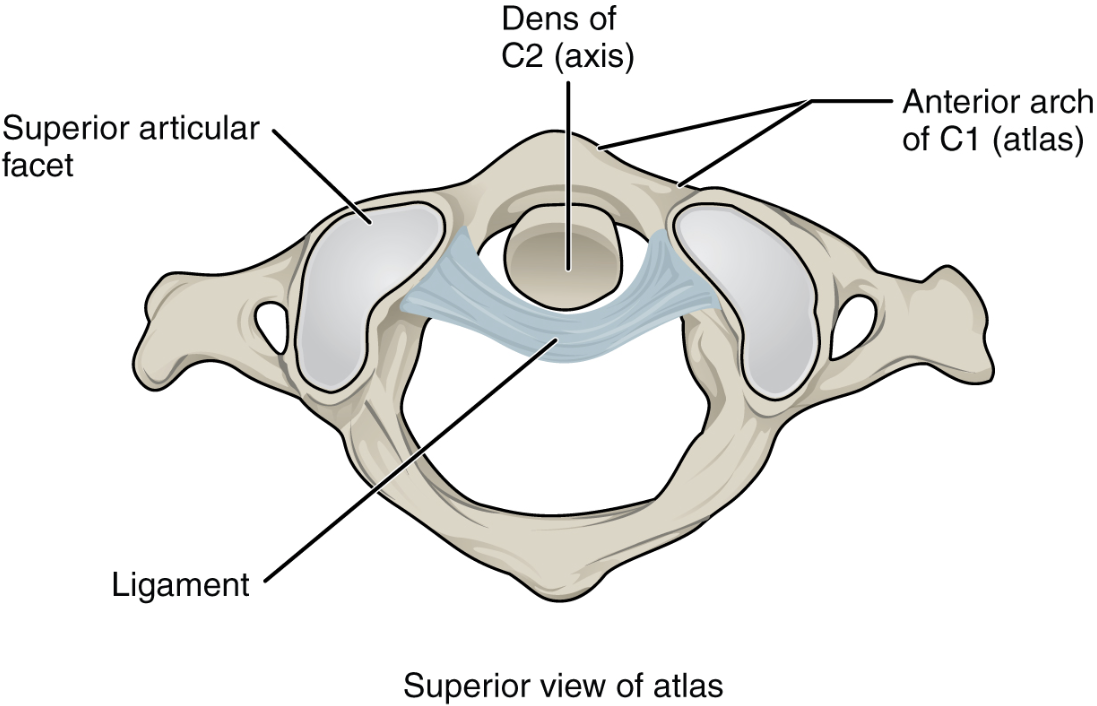 Dens of
C2 (axis)
Anterior arch
of C1 (atlas)
Superior articular
facet
Ligament
Superior view of atlas